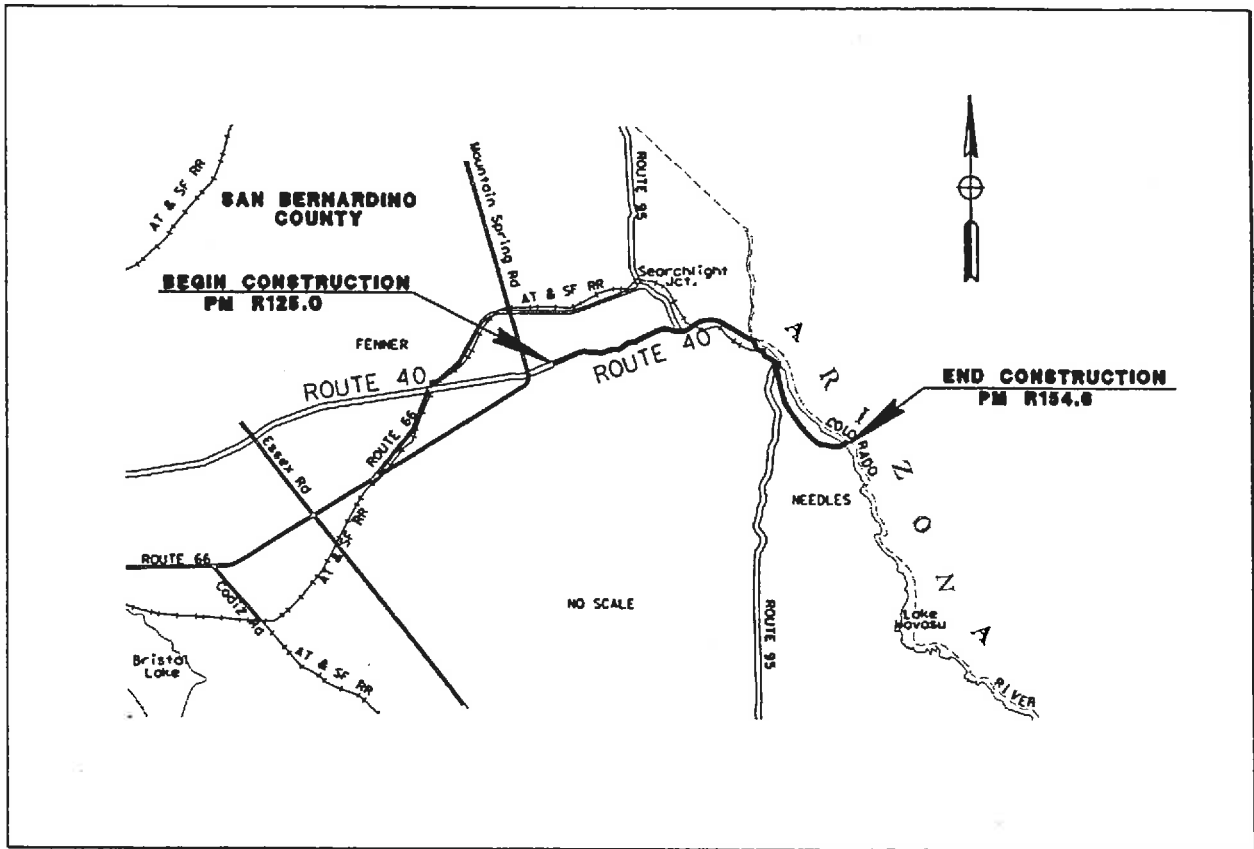 AT & SF RR
SAN BERNARDINO
COUNTY
Mountain Spring Rd
ROUTE 95
BEGIN CONSTRUCTION
PM R125.0
AT & SF RR
Searchlight
Jct.
FENNER
ROUTE 40
ROUTE 40
A R I Z O N A
END CONSTRUCTION
PM R154.6
COLORADO
ROUTE 66
Essex Rd
NEEDLES
AT & SF RR
ROUTE 66
Cadiz Rd
NO SCALE
ROUTE 95
Lake
Havasu
Bristol
Lake
AT & SF RR
RIVER